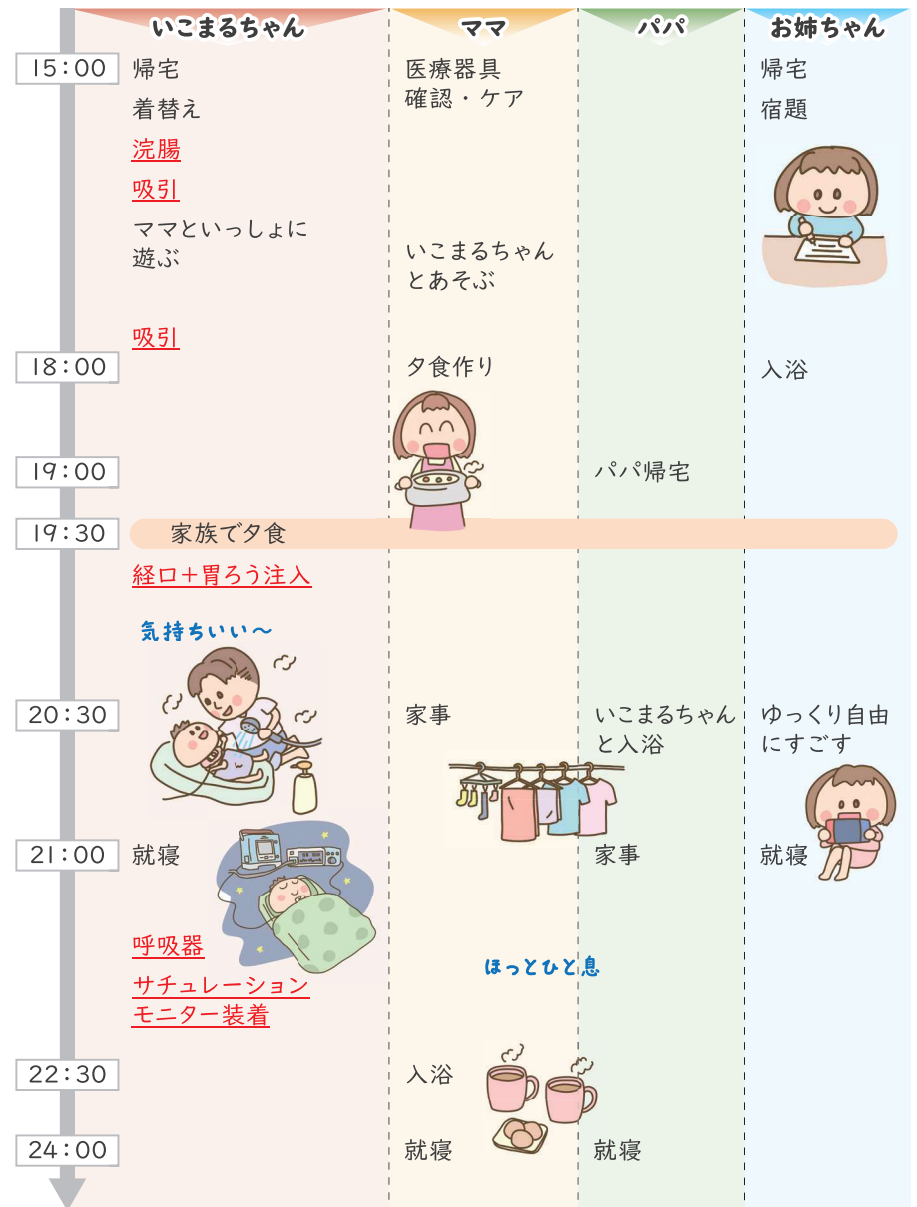 いこまるちゃん
ママ
パパ
お姉ちゃん
15:00
帰宅
着替え
浣腸
吸引
ママといっしょに
遊ぶ
吸引
医療器具
確認・ケア
いこまるちゃん
とあそぶ
帰宅
宿題
18:00
夕食作り
入浴
19:00
パパ帰宅
19:30
家族で夕食
経口＋胃ろう注入
気持ちいい～
20:30
家事
いこまるちゃん
と入浴
ゆっくり自由
にすごす
21:00
就寝
家事
就寝
呼吸器
サチュレーション
モニター装着
ほっとひと息
22:30
入浴
24:00
就寝
就寝